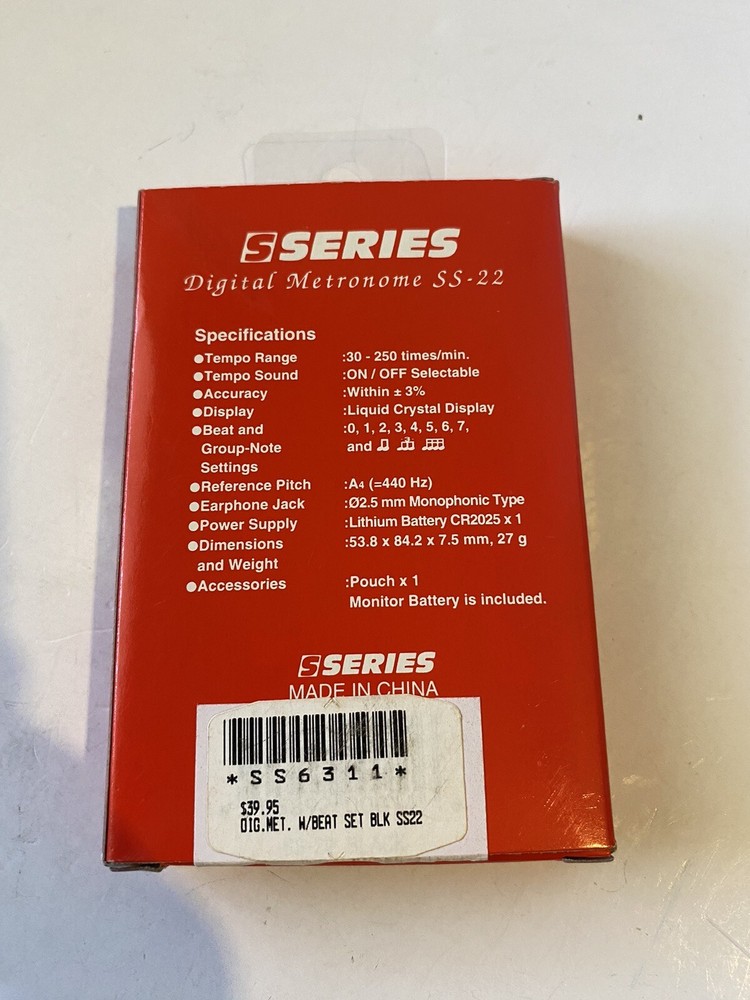 S SERIES
Digital Metronome SS-22
Specifications
●Tempo Range :30 - 250 times/min.
●Tempo Sound :ON / OFF Selectable
●Accuracy :Within ± 3%
●Display :Liquid Crystal Display
●Beat and :0, 1, 2, 3, 4, 5, 6, 7,
Group-Note and ♫
Settings
●Reference Pitch :A4 (=440 Hz)
●Earphone Jack :Ø2.5 mm Monophonic Type
●Power Supply :Lithium Battery CR2025 x 1
●Dimensions :53.8 x 84.2 x 7.5 mm, 27 g
and Weight
●Accessories :Pouch x 1
Monitor Battery is included.
S SERIES
MADE IN CHINA
*SS6311*
$39.95
DIG.MET. W/BEAT SET BLK SS22